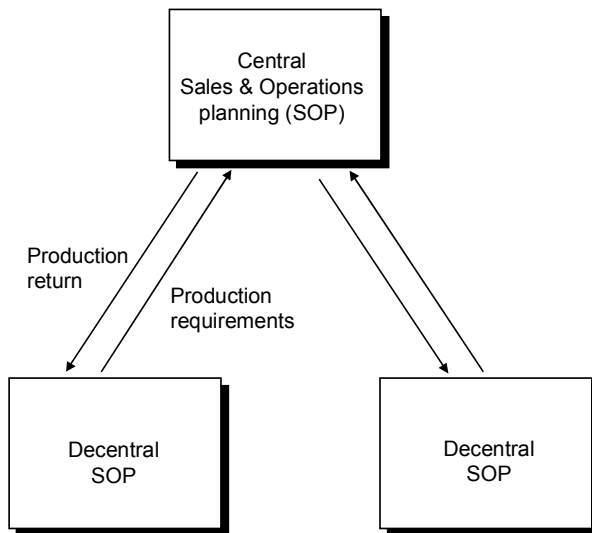 Central
Sales & Operations
planning (SOP)
Production
return
Production
requirements
Decentral
SOP
Decentral
SOP